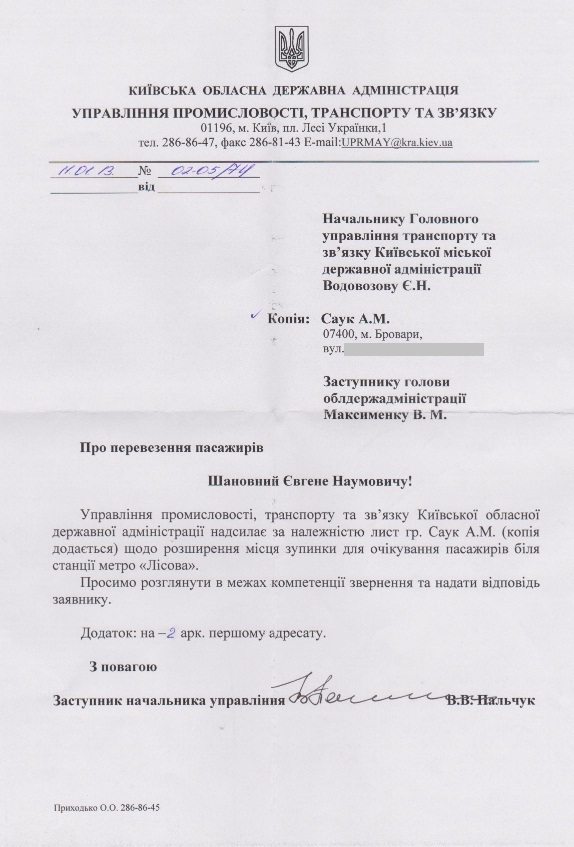 КИЇВСЬКА ОБЛАСНА ДЕРЖАВНА АДМІНІСТРАЦІЯ
УПРАВЛІННЯ ПРОМИСЛОВОСТІ, ТРАНСПОРТУ ТА ЗВ’ЯЗКУ
01196, м. Київ, пл. Лесі Українки,1
тел. 286-86-47, факс 286-81-43 E-mail:UPRMAY@kra.kiev.ua
11.01.13 № 02-05/74
від
Начальнику Головного
управління транспорту та
зв’язку Київської міської
державної адміністрації
Водовозову Є.Н.
Копія: Саук А.М.
07400, м. Бровари,
вул.
Заступнику голови
облдержадміністрації
Максименку В. М.
Про перевезення пасажирів
Шановний Євгене Наумовичу!
Управління промисловості, транспорту та зв’язку Київської обласної
державної адміністрації надсилає за належністю лист гр. Саук А.М. (копія
додається) щодо розширення місця зупинки для очікування пасажирів біля
станції метро «Лісова».
Просимо розглянути в межах компетенції звернення та надати відповідь
заявнику.
Додаток: на –2 арк. першому адресату.
З повагою
Заступник начальника управління В.В. Пальчук
Приходько О.О. 286-86-45